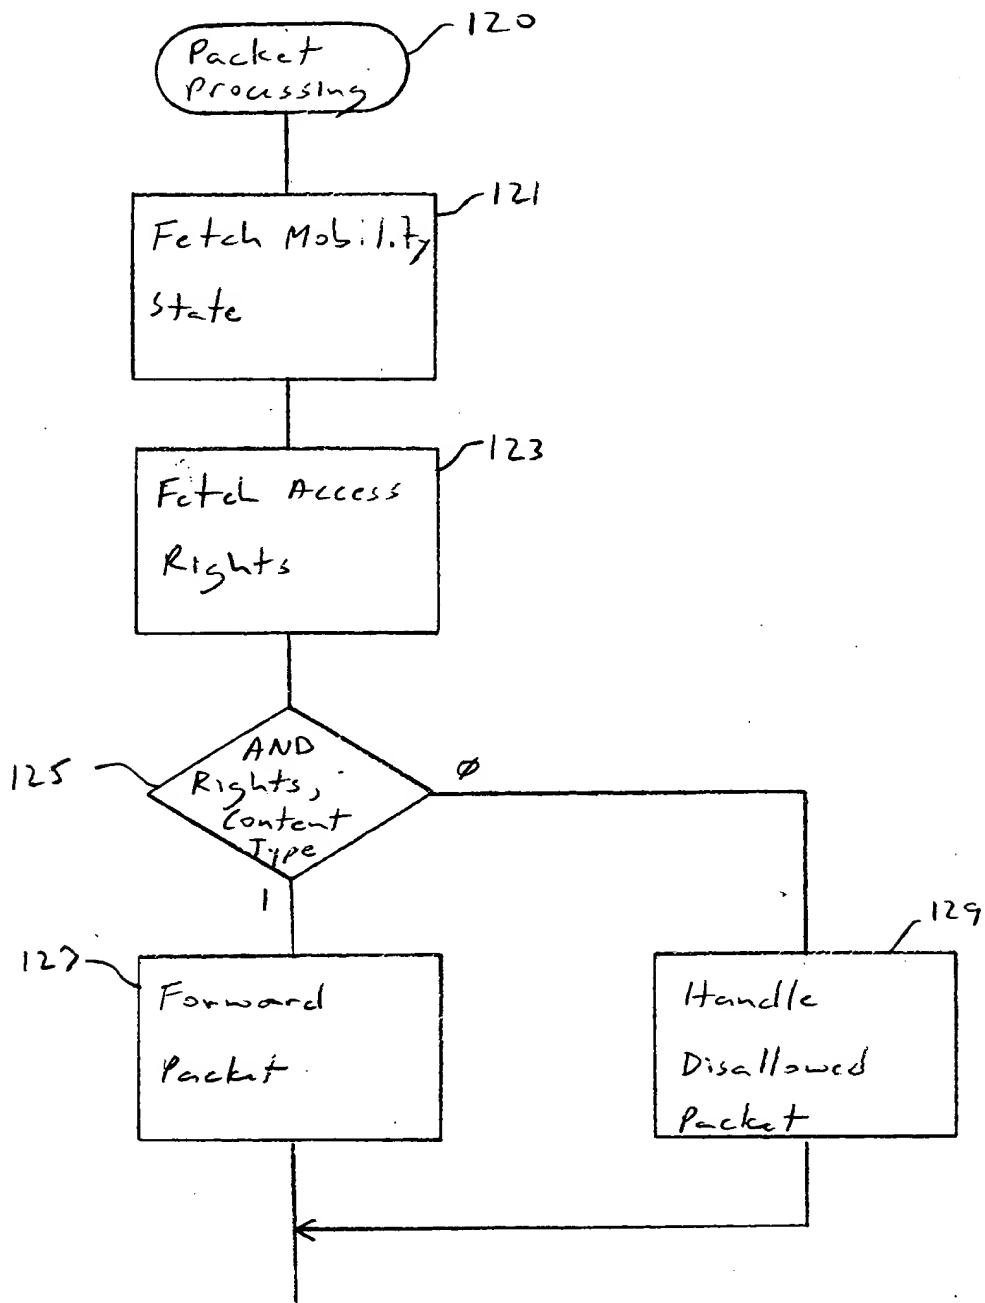 120
Packet
Processing
121
Fetch Mobility
State
123
Fetch Access
Rights
125
AND
Rights,
Content
Type
0
1
127
Forward
Packet
129
Handle
Disallowed
Packet